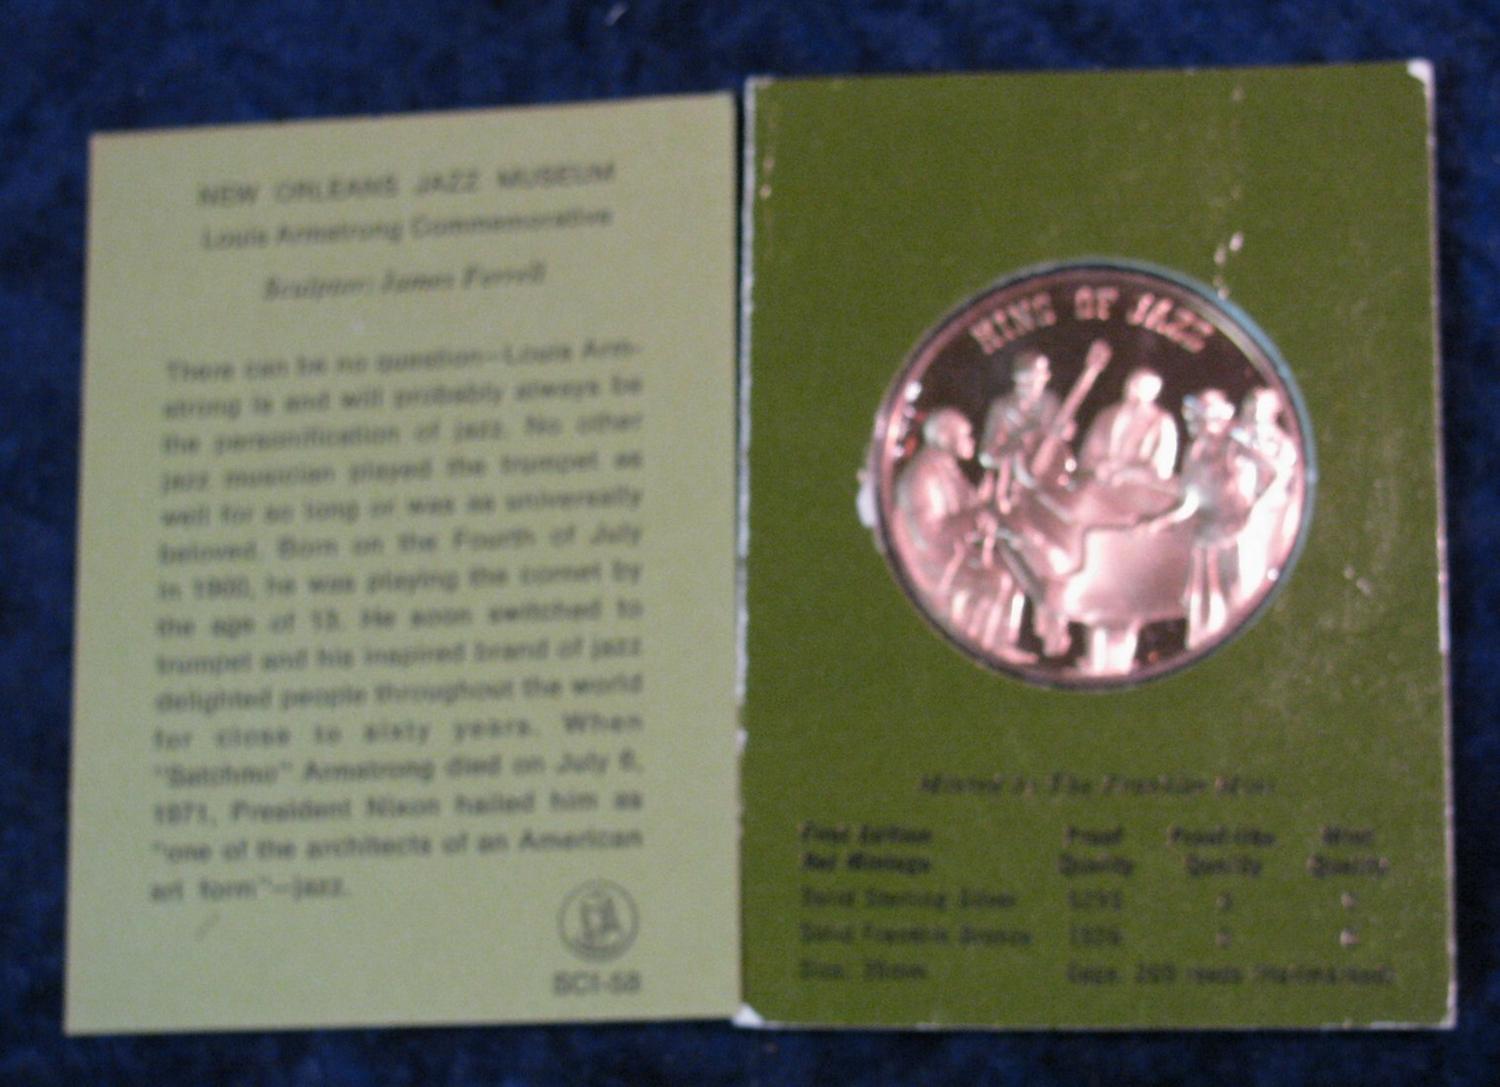 NEW ORLEANS JAZZ MUSEUM
Louis Armstrong Commemorative
Sculptor: James Ferrell
There can be no question—Louis Arm-
strong is and will probably always be
the personification of jazz. No other
jazz musician played the trumpet as
well for so long or was as universally
beloved. Born on the Fourth of July
in 1900, he was playing the cornet by
the age of 13. He soon switched to
trumpet and his inspired brand of jazz
delighted people throughout the world
for close to sixty years. When
"Satchmo" Armstrong died on July 6,
1971, President Nixon hailed him as
"one of the architects of an American
art form"—jazz.
SCI-58
KING OF JAZZ
Minted by The Franklin Mint
First Edition Proof Proof-Like Mint
Net Mintage Quality Quality Quality
Solid Sterling Silver
Solid Franklin Bronze
Size: